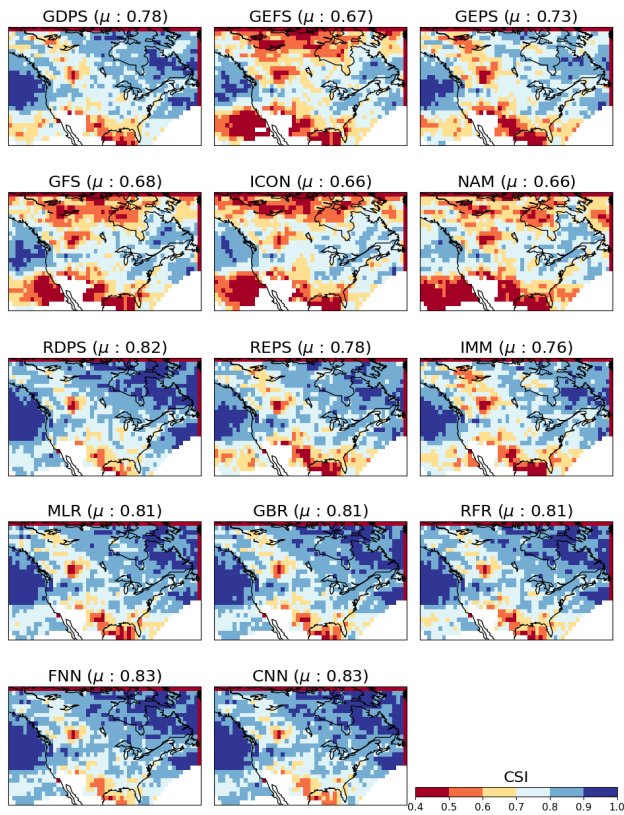 GDPS (μ : 0.78) GEFS (μ : 0.67) GEPS (μ : 0.73)
GFS (μ : 0.68) ICON (μ : 0.66) NAM (μ : 0.66)
RDPS (μ : 0.82) REPS (μ : 0.78) IMM (μ : 0.76)
MLR (μ : 0.81) GBR (μ : 0.81) RFR (μ : 0.81)
FNN (μ : 0.83) CNN (μ : 0.83)
CSI
0.4 0.5 0.6 0.7 0.8 0.9 1.0